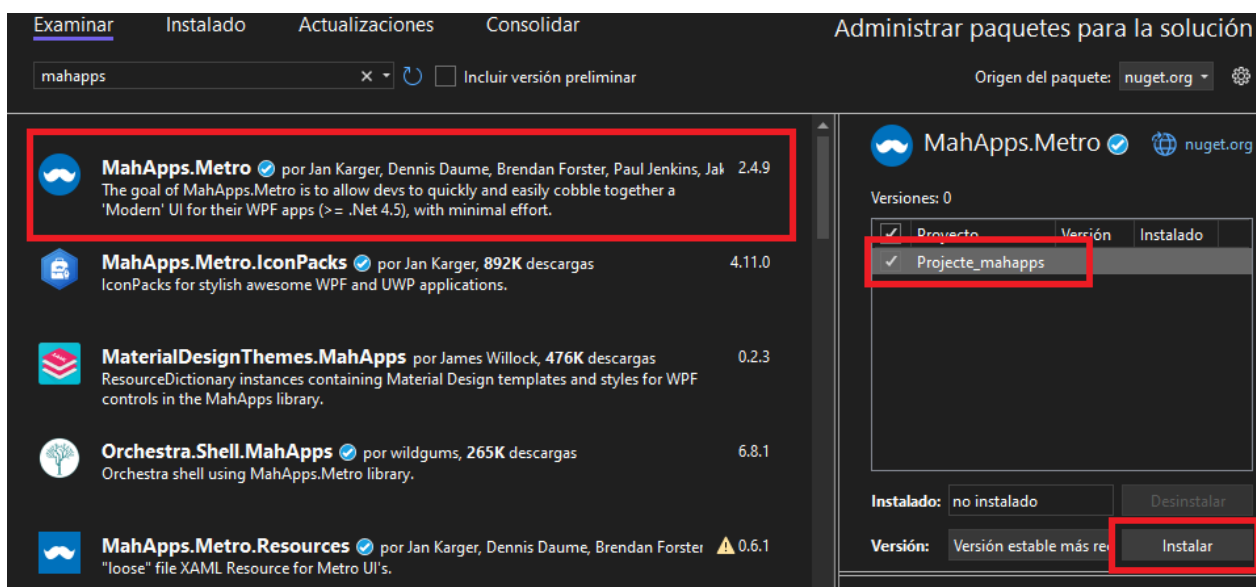 Examinar Instalado Actualizaciones Consolidar
Administrar paquetes para la solución
mahapps
Incluir versión preliminar
Origen del paquete: nuget.org
MahApps.Metro por Jan Karger, Dennis Daume, Brendan Forster, Paul Jenkins, Jak 2.4.9
The goal of MahApps.Metro is to allow devs to quickly and easily cobble together a
'Modern' UI for their WPF apps (>= .Net 4.5), with minimal effort.
MahApps.Metro.IconPacks por Jan Karger, 892K descargas 4.11.0
IconPacks for stylish awesome WPF and UWP applications.
MaterialDesignThemes.MahApps por James Willock, 476K descargas 0.2.3
ResourceDictionary instances containing Material Design templates and styles for WPF
controls in the MahApps library.
Orchestra.Shell.MahApps por wildgums, 265K descargas 6.8.1
Orchestra shell using MahApps.Metro library.
MahApps.Metro.Resources por Jan Karger, Dennis Daume, Brendan Forster 0.6.1
"loose" file XAML Resource for Metro UI's.
MahApps.Metro nuget.org
Versiones: 0
Proyecto Versión Instalado
Projecte_mahapps
Instalado: no instalado Desinstalar
Versión: Versión estable más rec Instalar